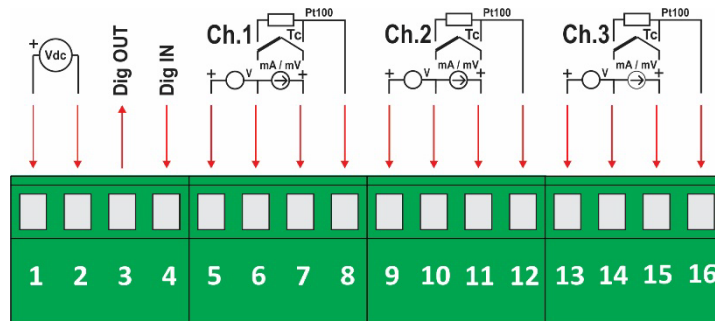 Pt100 Pt100 Pt100
Ch.1 Tc Ch.2 Tc Ch.3 Tc
+ Vdc Dig OUT Dig IN mA / mV mA / mV mA / mV
+ V + + V + + V +
1 2 3 4 5 6 7 8 9 10 11 12 13 14 15 16